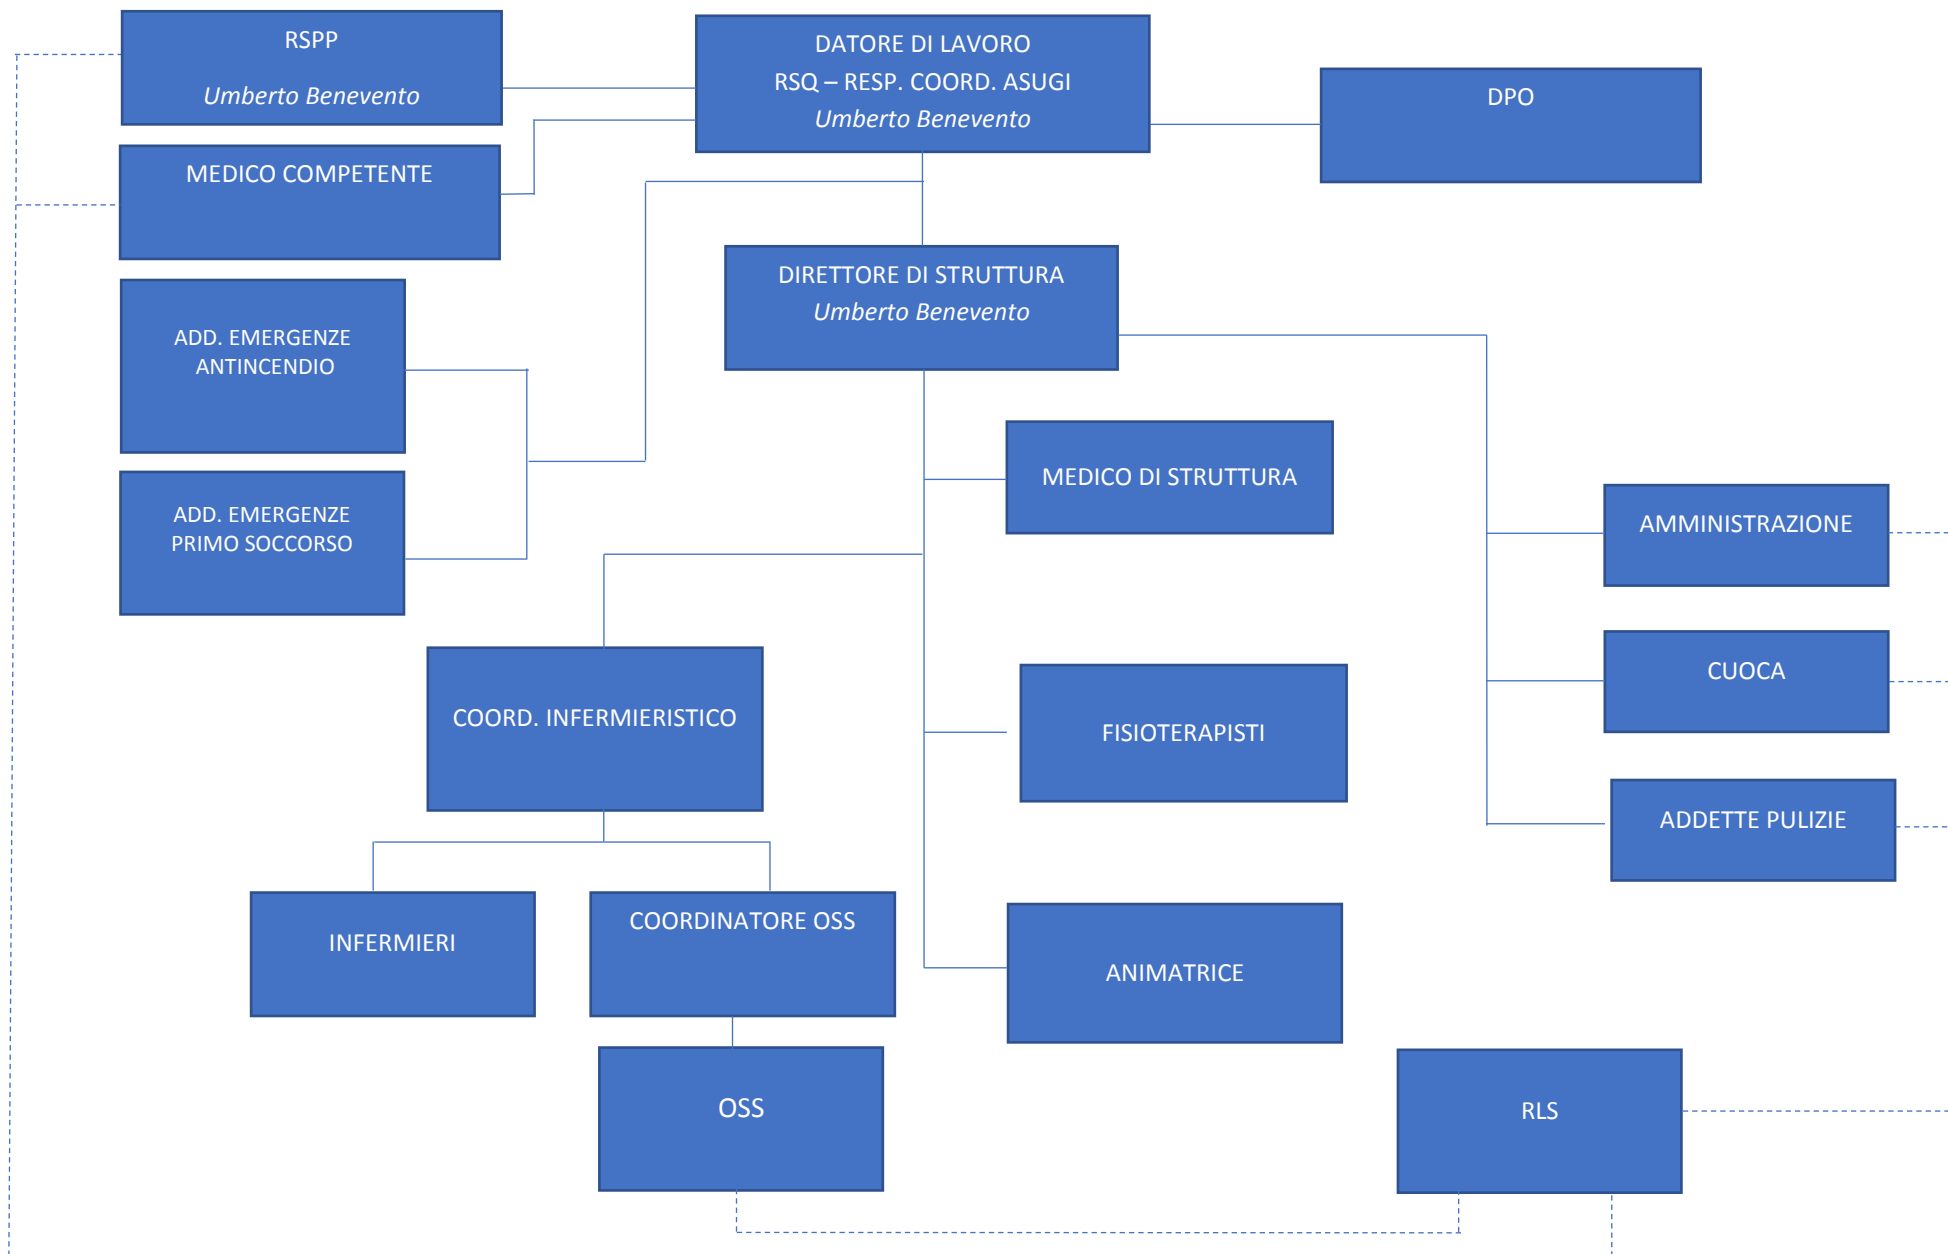 RSPP
Umberto Benevento
DATORE DI LAVORO
RSQ – RESP. COORD. ASUGI
Umberto Benevento
DPO
MEDICO COMPETENTE
DIRETTORE DI STRUTTURA
Umberto Benevento
ADD. EMERGENZE
ANTINCENDIO
MEDICO DI STRUTTURA
ADD. EMERGENZE
PRIMO SOCCORSO
AMMINISTRAZIONE
CUOCA
COORD. INFERMIERISTICO
FISIOTERAPISTI
ADDETTE PULIZIE
INFERMIERI
COORDINATORE OSS
ANIMATRICE
OSS
RLS